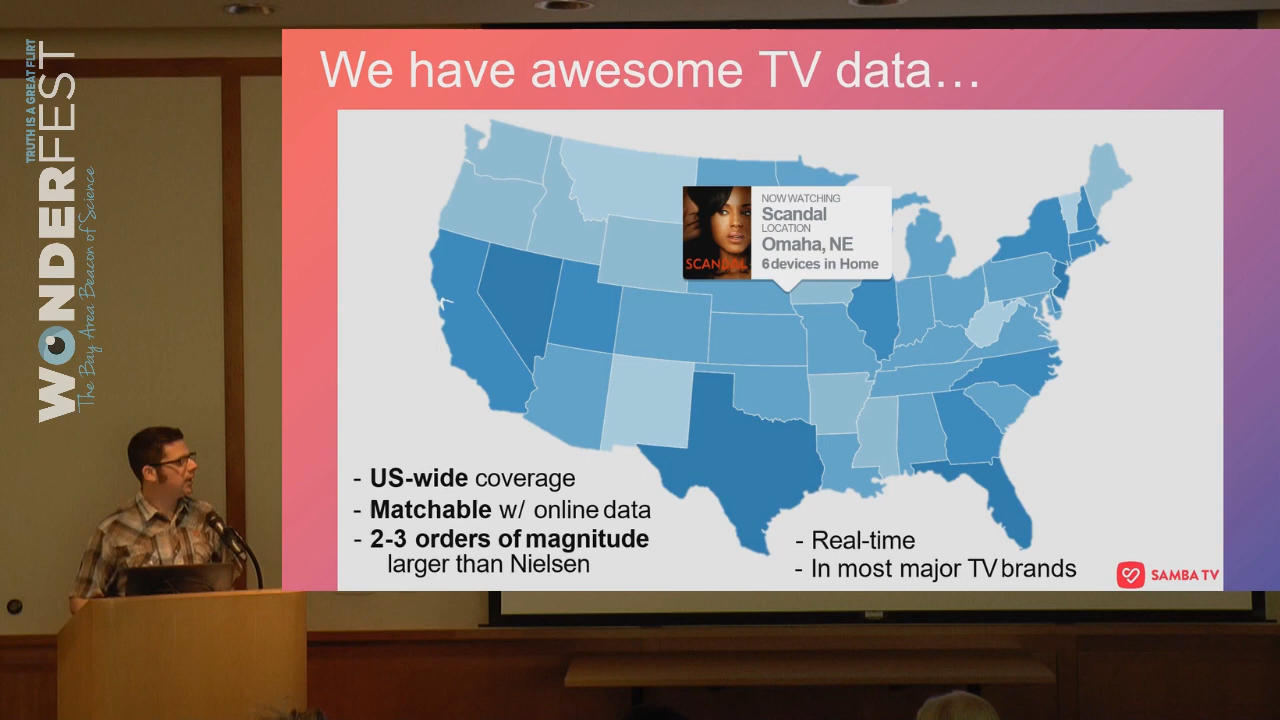 TRUTH IS A GREAT FLIRT
WONDERFEST
The Bay Area Beacon of Science
We have awesome TV data…
NOW WATCHING
Scandal
LOCATION
Omaha, NE
6 devices in Home
SCANDAL
- US-wide coverage
- Matchable w/ online data
- 2-3 orders of magnitude
larger than Nielsen
- Real-time
- In most major TV brands
SAMBA TV